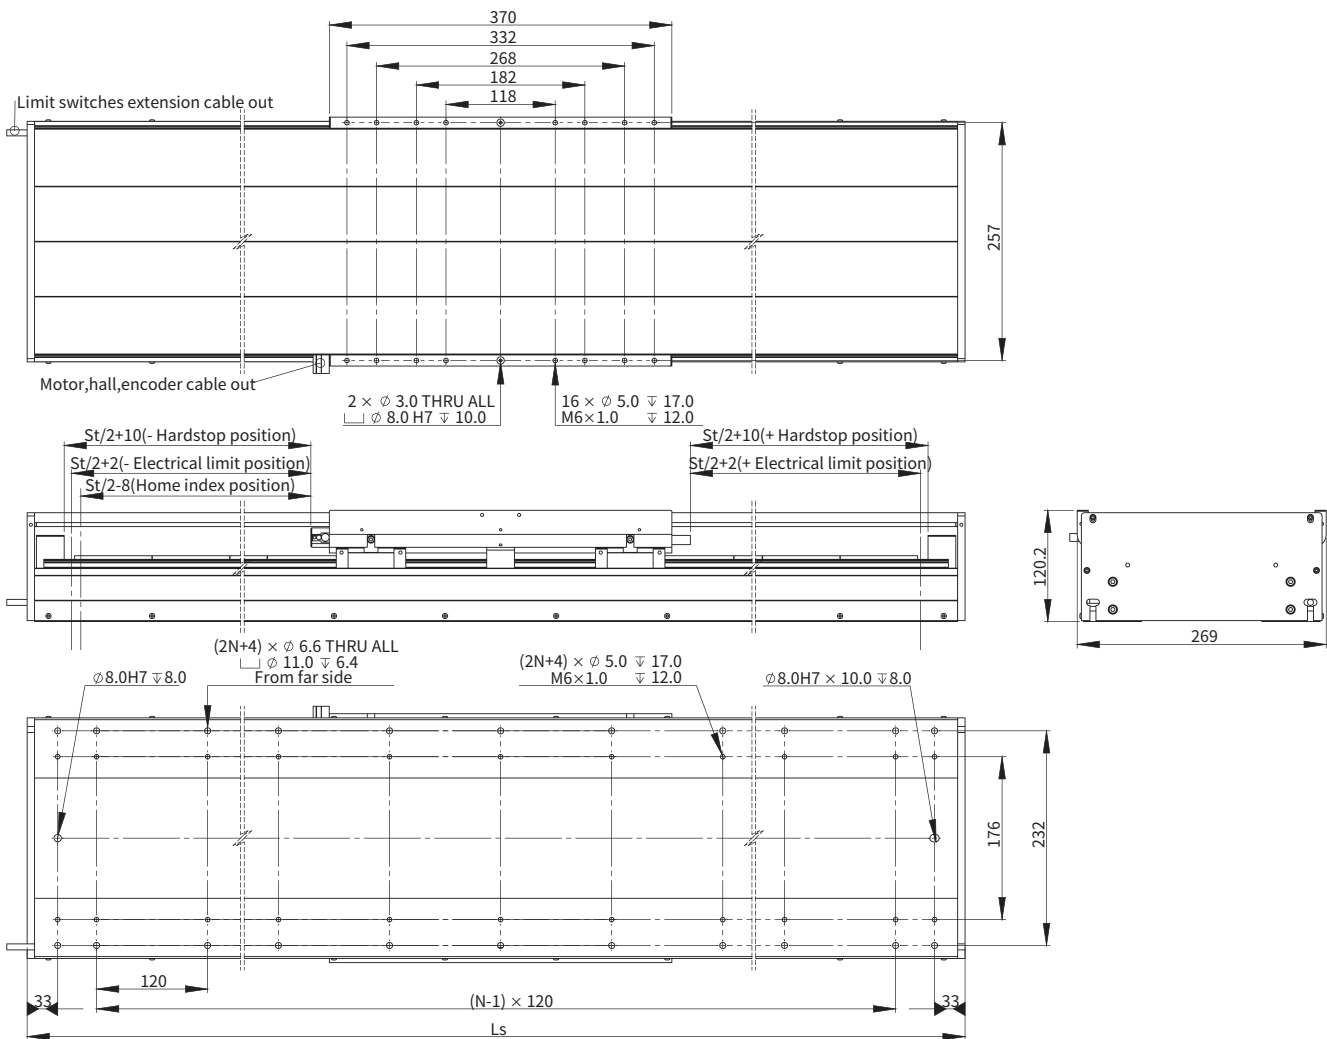 370
332
268
182
118
Limit switches extension cable out
257
Motor,hall,encoder cable out
2 × ⌀ 3.0 THRU ALL
⌴ ⌀ 8.0 H7 ↧ 10.0
16 × ⌀ 5.0 ↧ 17.0
M6×1.0 ↧ 12.0
St/2+10(- Hardstop position)
St/2+10(+ Hardstop position)
St/2+2(- Electrical limit position)
St/2+2(+ Electrical limit position)
St/2-8(Home index position)
120.2
269
(2N+4) × ⌀ 6.6 THRU ALL
⌴ ⌀ 11.0 ↧ 6.4
From far side
(2N+4) × ⌀ 5.0 ↧ 17.0
M6×1.0 ↧ 12.0
⌀8.0H7 ↧8.0
⌀8.0H7 × 10.0 ↧8.0
176
232
120
33
(N-1) × 120
33
Ls